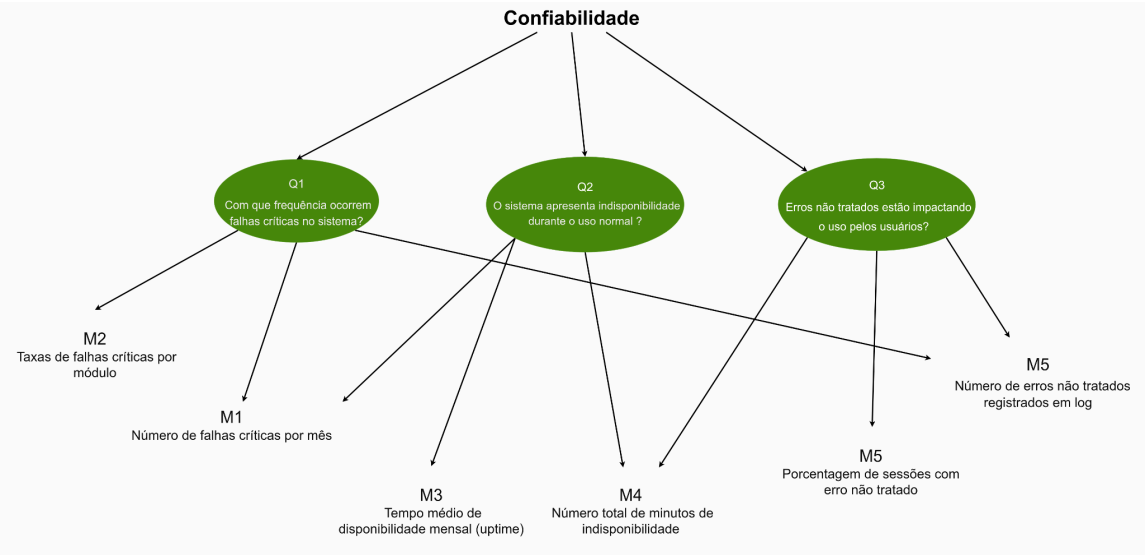 Confiabilidade
Q1
Com que frequência ocorrem
falhas críticas no sistema?
Q2
O sistema apresenta indisponibilidade
durante o uso normal ?
Q3
Erros não tratados estão impactando
o uso pelos usuários?
M2
Taxas de falhas críticas por
módulo
M1
Número de falhas críticas por mês
M3
Tempo médio de
disponibilidade mensal (uptime)
M4
Número total de minutos de
indisponibilidade
M5
Porcentagem de sessões com
erro não tratado
M5
Número de erros não tratados
registrados em log